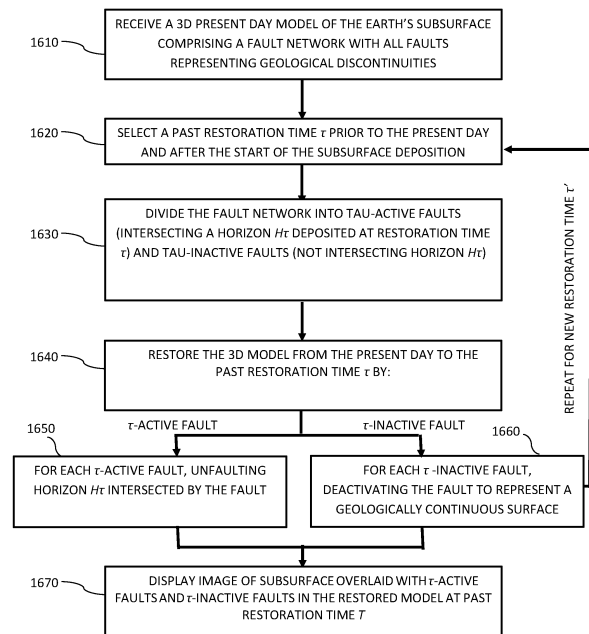 1610
RECEIVE A 3D PRESENT DAY MODEL OF THE EARTH'S SUBSURFACE
COMPRISING A FAULT NETWORK WITH ALL FAULTS
REPRESENTING GEOLOGICAL DISCONTINUITIES
1620
SELECT A PAST RESTORATION TIME τ PRIOR TO THE PRESENT DAY
AND AFTER THE START OF THE SUBSURFACE DEPOSITION
1630
DIVIDE THE FAULT NETWORK INTO TAU-ACTIVE FAULTS
(INTERSECTING A HORIZON Hτ DEPOSITED AT RESTORATION TIME
τ) AND TAU-INACTIVE FAULTS (NOT INTERSECTING HORIZON Hτ)
REPEAT FOR NEW RESTORATION TIME τ'
1640
RESTORE THE 3D MODEL FROM THE PRESENT DAY TO THE
PAST RESTORATION TIME τ BY:
τ-ACTIVE FAULT
τ-INACTIVE FAULT
1650
FOR EACH τ-ACTIVE FAULT, UNFAULTING
HORIZON Hτ INTERSECTED BY THE FAULT
1660
FOR EACH τ -INACTIVE FAULT,
DEACTIVATING THE FAULT TO REPRESENT A
GEOLOGICALLY CONTINUOUS SURFACE
1670
DISPLAY IMAGE OF SUBSURFACE OVERLAID WITH τ-ACTIVE
FAULTS AND τ-INACTIVE FAULTS IN THE RESTORED MODEL AT PAST
RESTORATION TIME T